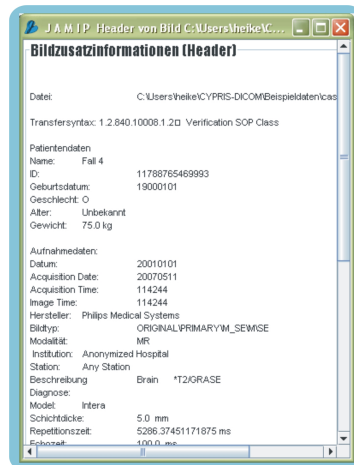 J A M I P Header von Bild C:\Users\heike\C...
Bildzusatzinformationen (Header)
Datei: C:\Users\heike\CYPRIS-DICOM\Beispieldaten\cas
Transfersyntax: 1.2.840.10008.1.2□ Verification SOP Class
Patientendaten
Name: Fall 4
ID: 11788765469993
Geburtsdatum: 19000101
Geschlecht: O
Alter: Unbekannt
Gewicht: 75.0 kg
Aufnahmedaten:
Datum: 20010101
Acquisition Date: 20070511
Acquisition Time: 114244
Image Time: 114244
Hersteller: Philips Medical Systems
Bildtyp: ORIGINAL\PRIMARY\M_SE\M\SE
Modalität: MR
Institution: Anonymized Hospital
Station: Any Station
Beschreibung Brain *T2/GRASE
Diagnose:
Model: Intera
Schichtdicke: 5.0 mm
Repetitionszeit: 5286.37451171875 ms
Echozeit: 100.0 ms